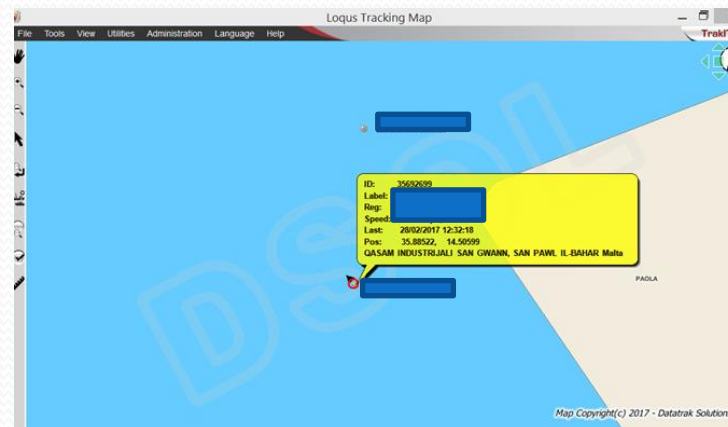 Loqus Tracking Map
File Tools View Utilities Administration Language Help
DSOL
ID: 35692699
Label:
Reg:
Speed:
Last: 28/02/2017 12:32:18
Pos: 35.88522, 14.50599
QASAM INDUSTRIJALI SAN GWANN, SAN PAWL IL-BAHAR Malta
PAOLA
Map Copyright(c) 2017 - Datatrak Solution